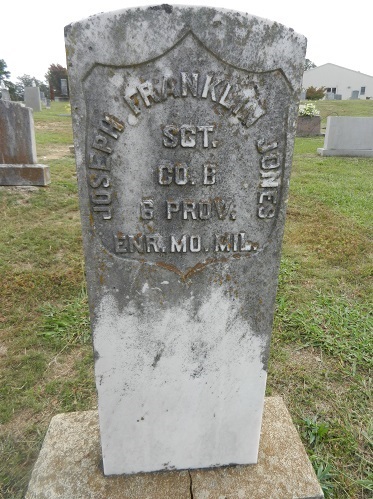 JOSEPH FRANKLIN JONES
SGT.
CO. B
6 PROV.
ENR. MO. MIL.